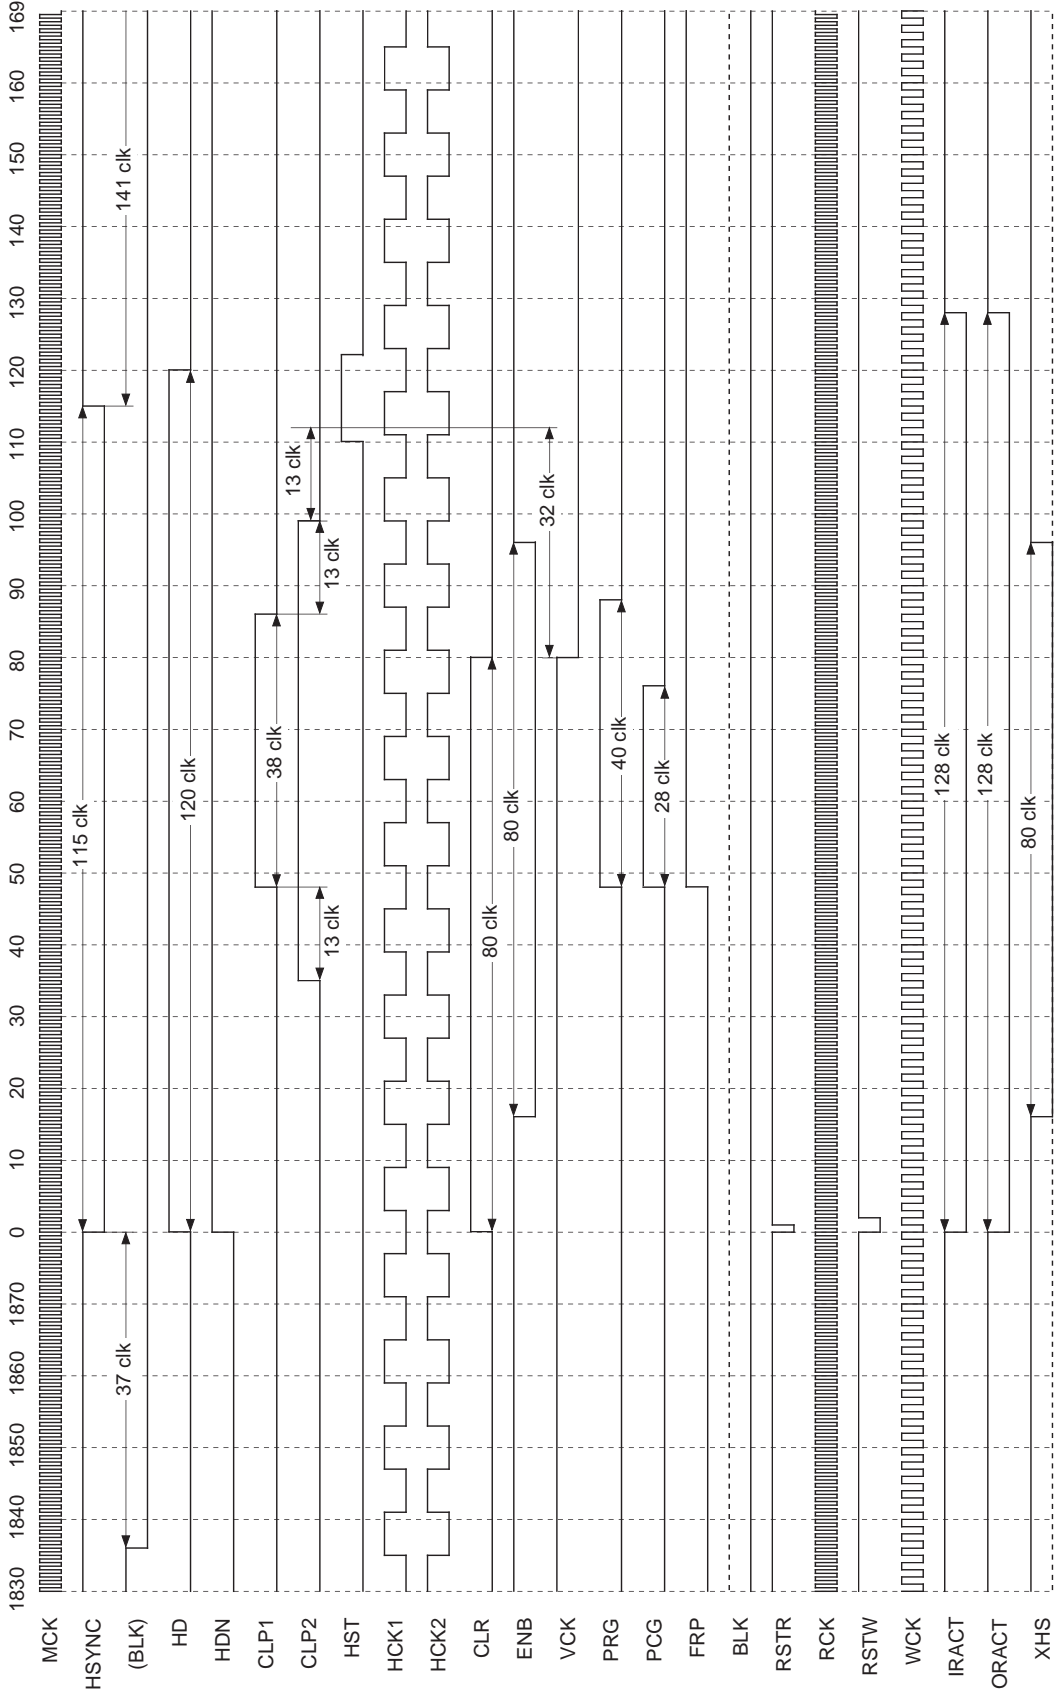 1830 1840 1850 1860 1870 0 10 20 30 40 50 60 70 80 90 100 110 120 130 140 150 160 169
MCK
HSYNC 115 clk
(BLK) 37 clk 141 clk
HD 120 clk
HDN
CLP1 38 clk
CLP2 13 clk 13 clk 13 clk
HST
HCK1
HCK2
CLR 80 clk
ENB 80 clk
VCK 32 clk
PRG 40 clk
PCG 28 clk
FRP
BLK
RSTR
RCK
RSTW
WCK
IRACT 128 clk
ORACT 128 clk
XHS 80 clk